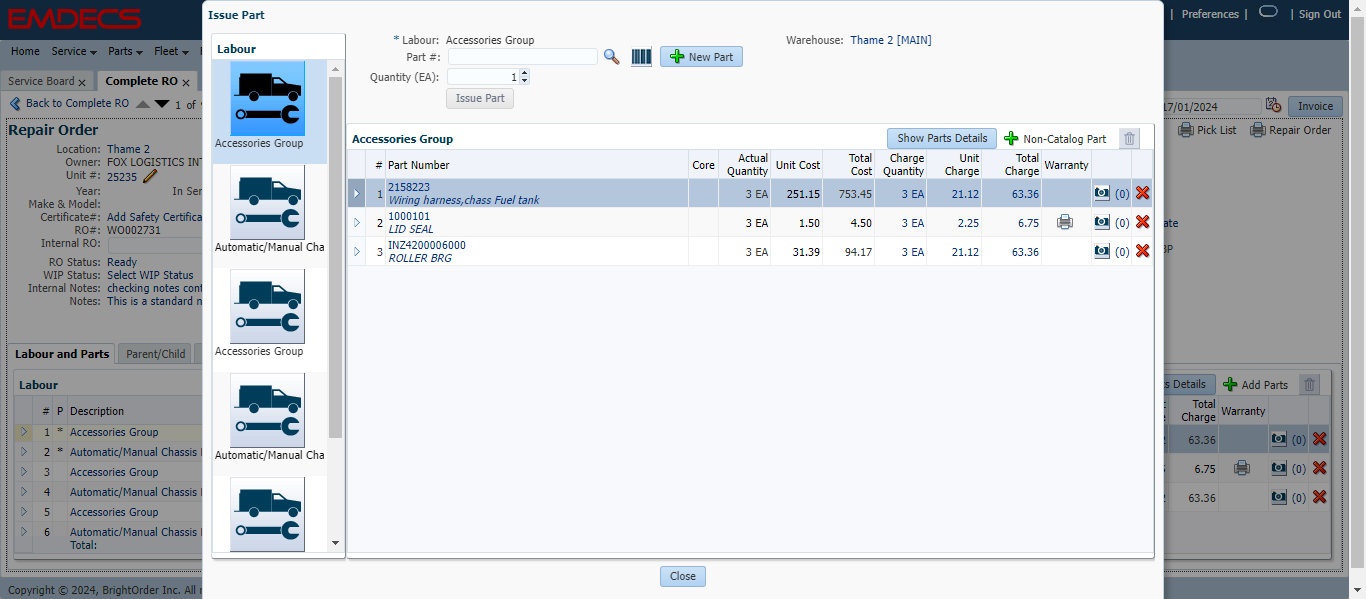 EMDECS
| Preferences | | Sign Out
Home Service Parts Fleet
Service Board x Complete RO x
Back to Complete RO 1 of
17/01/2024 Invoice
Pick List Repair Order
Repair Order
Location: Thame 2
Owner: FOX LOGISTICS INT
Unit #: 25235
Year: In Ser
Make & Model:
Certificate#: Add Safety Certifica
RO#: WO002731
Internal RO:
RO Status: Ready
WIP Status: Select WIP Status
Internal Notes: checking notes cont
Notes: This is a standard n
Labour and Parts Parent/Child
Labour
# P Description
1 * Accessories Group
2 * Automatic/Manual Chassis
3 Accessories Group
4 Automatic/Manual Chassis
5 Accessories Group
6 Automatic/Manual Chassis
Total:
Copyright © 2024, BrightOrder Inc. All r
Issue Part
Labour
Accessories Group
Automatic/Manual Cha
Accessories Group
Automatic/Manual Cha
* Labour: Accessories Group
Warehouse: Thame 2 [MAIN]
Part #: New Part
Quantity (EA): 1
Issue Part
Accessories Group Show Parts Details Non-Catalog Part
# Part Number Core Actual Quantity Unit Cost Total Cost Charge Quantity Unit Charge Total Charge Warranty
1 2158223 3 EA 251.15 753.45 3 EA 21.12 63.36 (0)
Wiring harness,chass Fuel tank
2 1000101 3 EA 1.50 4.50 3 EA 2.25 6.75 (0)
LID SEAL
3 INZ4200006000 3 EA 31.39 94.17 3 EA 21.12 63.36 (0)
ROLLER BRG
Close
Details Add Parts
Total Charge Warranty
63.36 (0)
6.75 (0)
63.36 (0)